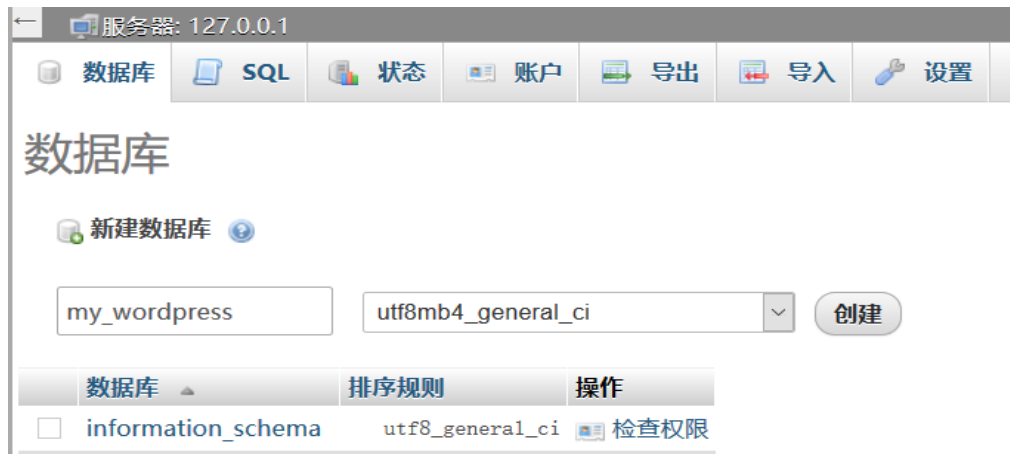 服务器: 127.0.0.1
数据库 SQL 状态 账户 导出 导入 设置
数据库
新建数据库
my_wordpress utf8mb4_general_ci 创建
数据库 排序规则 操作
information_schema utf8_general_ci 检查权限